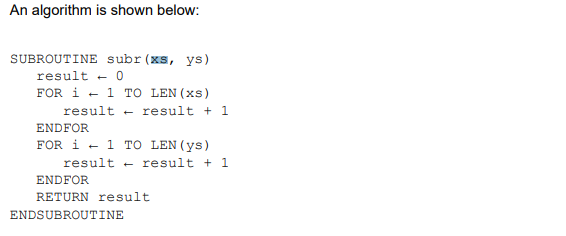 An algorithm is shown below:
SUBROUTINE subr(xs, ys)
result ← 0
FOR i ← 1 TO LEN(xs)
result ← result + 1
ENDFOR
FOR i ← 1 TO LEN(ys)
result ← result + 1
ENDFOR
RETURN result
ENDSUBROUTINE